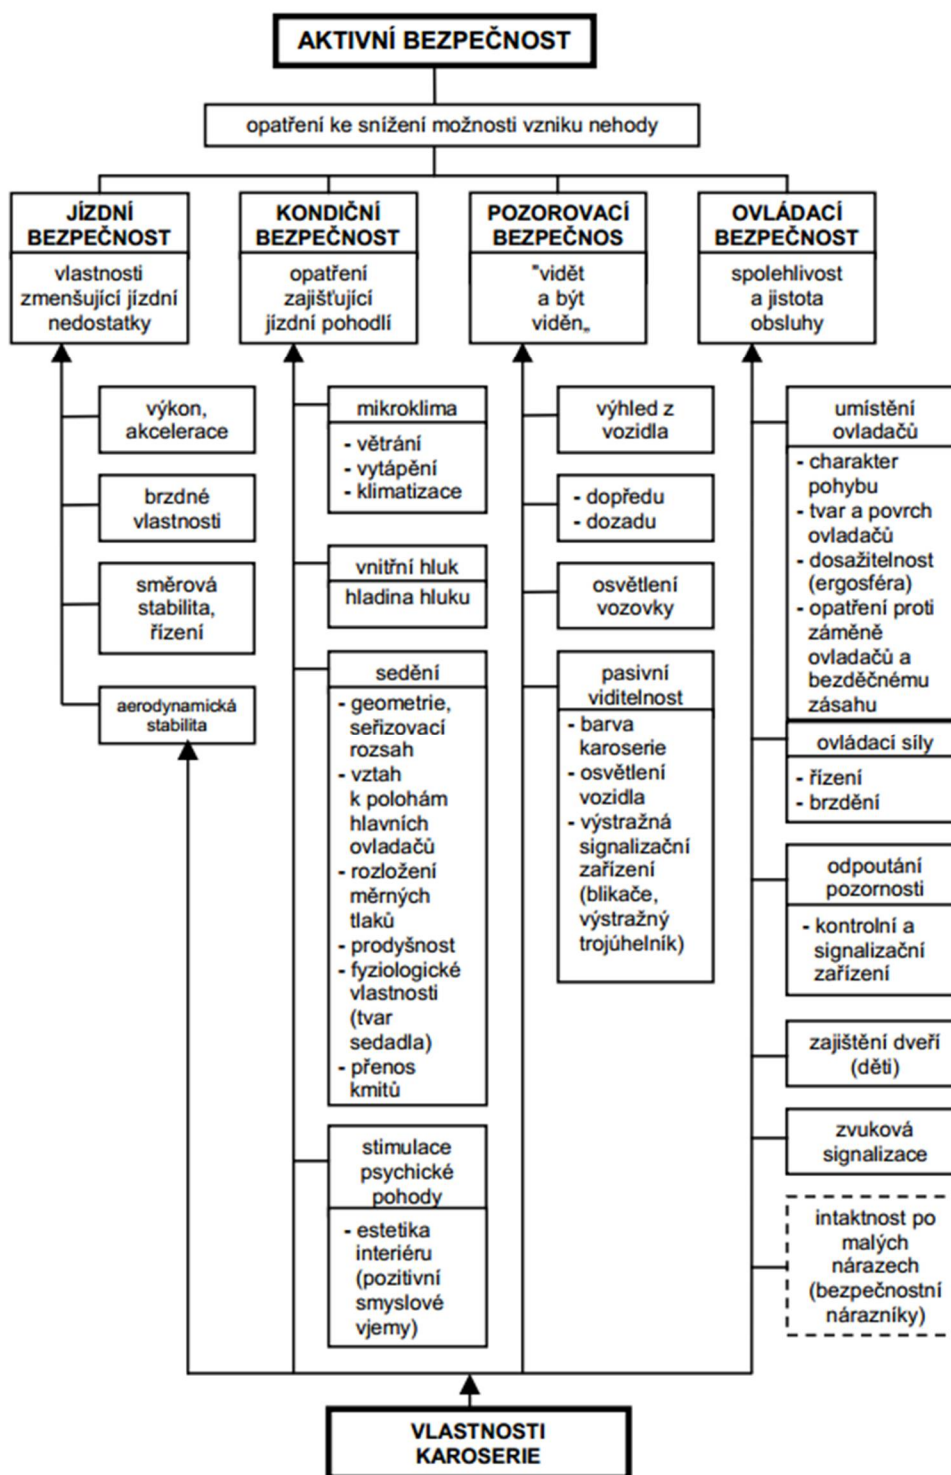 AKTIVNÍ BEZPEČNOST
opatření ke snížení možnosti vzniku nehody
JÍZDNÍ
BEZPEČNOST
vlastnosti
zmenšující jízdní
nedostatky
výkon,
akcelerace
brzdné
vlastnosti
směrová
stabilita,
řízení
aerodynamická
stabilita
KONDIČNÍ
BEZPEČNOST
opatření
zajišťující
jízdní pohodlí
mikroklima
- větrání
- vytápění
- klimatizace
vnitřní hluk
hladina hluku
sedění
- geometrie,
seřizovací
rozsah
- vztah
k polohám
hlavních
ovladačů
- rozložení
měrných
tlaků
- prodyšnost
- fyziologické
vlastnosti
(tvar
sedadla)
- přenos
kmitů
stimulace
psychické
pohody
- estetika
interiéru
(pozitivní
smyslové
vjemy)
POZOROVACÍ
BEZPEČNOS
"vidět
a být
viděn„
výhled z
vozidla
- dopředu
- dozadu
osvětlení
vozovky
pasivní
viditelnost
- barva
karoserie
- osvětlení
vozidla
- výstražná
signalizační
zařízení
(blikače,
výstražný
trojúhelník)
OVLÁDACÍ
BEZPEČNOST
spolehlivost
a jistota
obsluhy
umístění
ovladačů
- charakter
pohybu
- tvar a povrch
ovladačů
- dosažitelnost
(ergosféra)
- opatření proti
záměně
ovladačů a
bezděčnému
zásahu
ovládací síly
- řízení
- brzdění
odpoutání
pozornosti
- kontrolní a
signalizační
zařízení
zajištění dveří
(děti)
zvuková
signalizace
intaktnost po
malých
nárazech
(bezpečnostní
nárazníky)
VLASTNOSTI
KAROSERIE